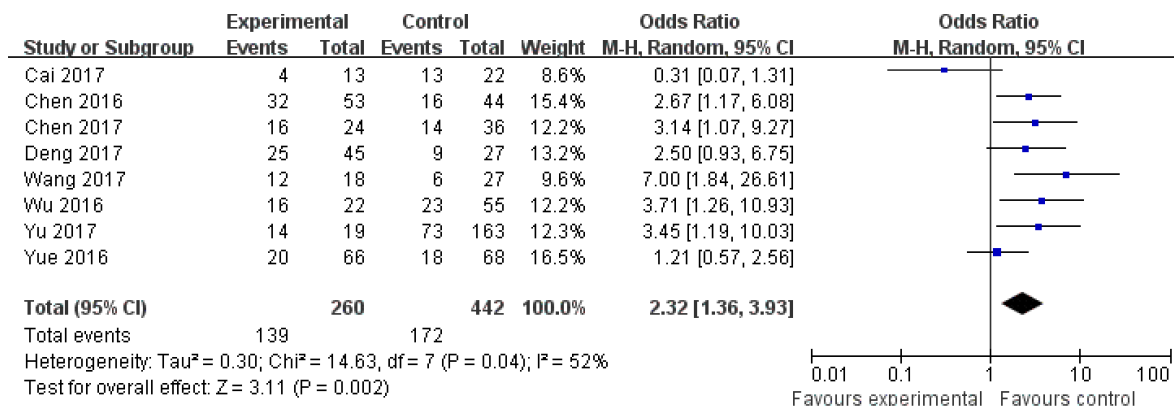 Experimental Control Odds Ratio Odds Ratio
Study or Subgroup Events Total Events Total Weight M-H, Random, 95% CI M-H, Random, 95% CI
Cai 2017 4 13 13 22 8.6% 0.31 [0.07, 1.31]
Chen 2016 32 53 16 44 15.4% 2.67 [1.17, 6.08]
Chen 2017 16 24 14 36 12.2% 3.14 [1.07, 9.27]
Deng 2017 25 45 9 27 13.2% 2.50 [0.93, 6.75]
Wang 2017 12 18 6 27 9.6% 7.00 [1.84, 26.61]
Wu 2016 16 22 23 55 12.2% 3.71 [1.26, 10.93]
Yu 2017 14 19 73 163 12.3% 3.45 [1.19, 10.03]
Yue 2016 20 66 18 68 16.5% 1.21 [0.57, 2.56]
Total (95% CI) 260 442 100.0% 2.32 [1.36, 3.93]
Total events 139 172
Heterogeneity: Tau² = 0.30; Chi² = 14.63, df = 7 (P = 0.04); I² = 52%
Test for overall effect: Z = 3.11 (P = 0.002)
0.01 0.1 1 10 100
Favours experimental Favours control